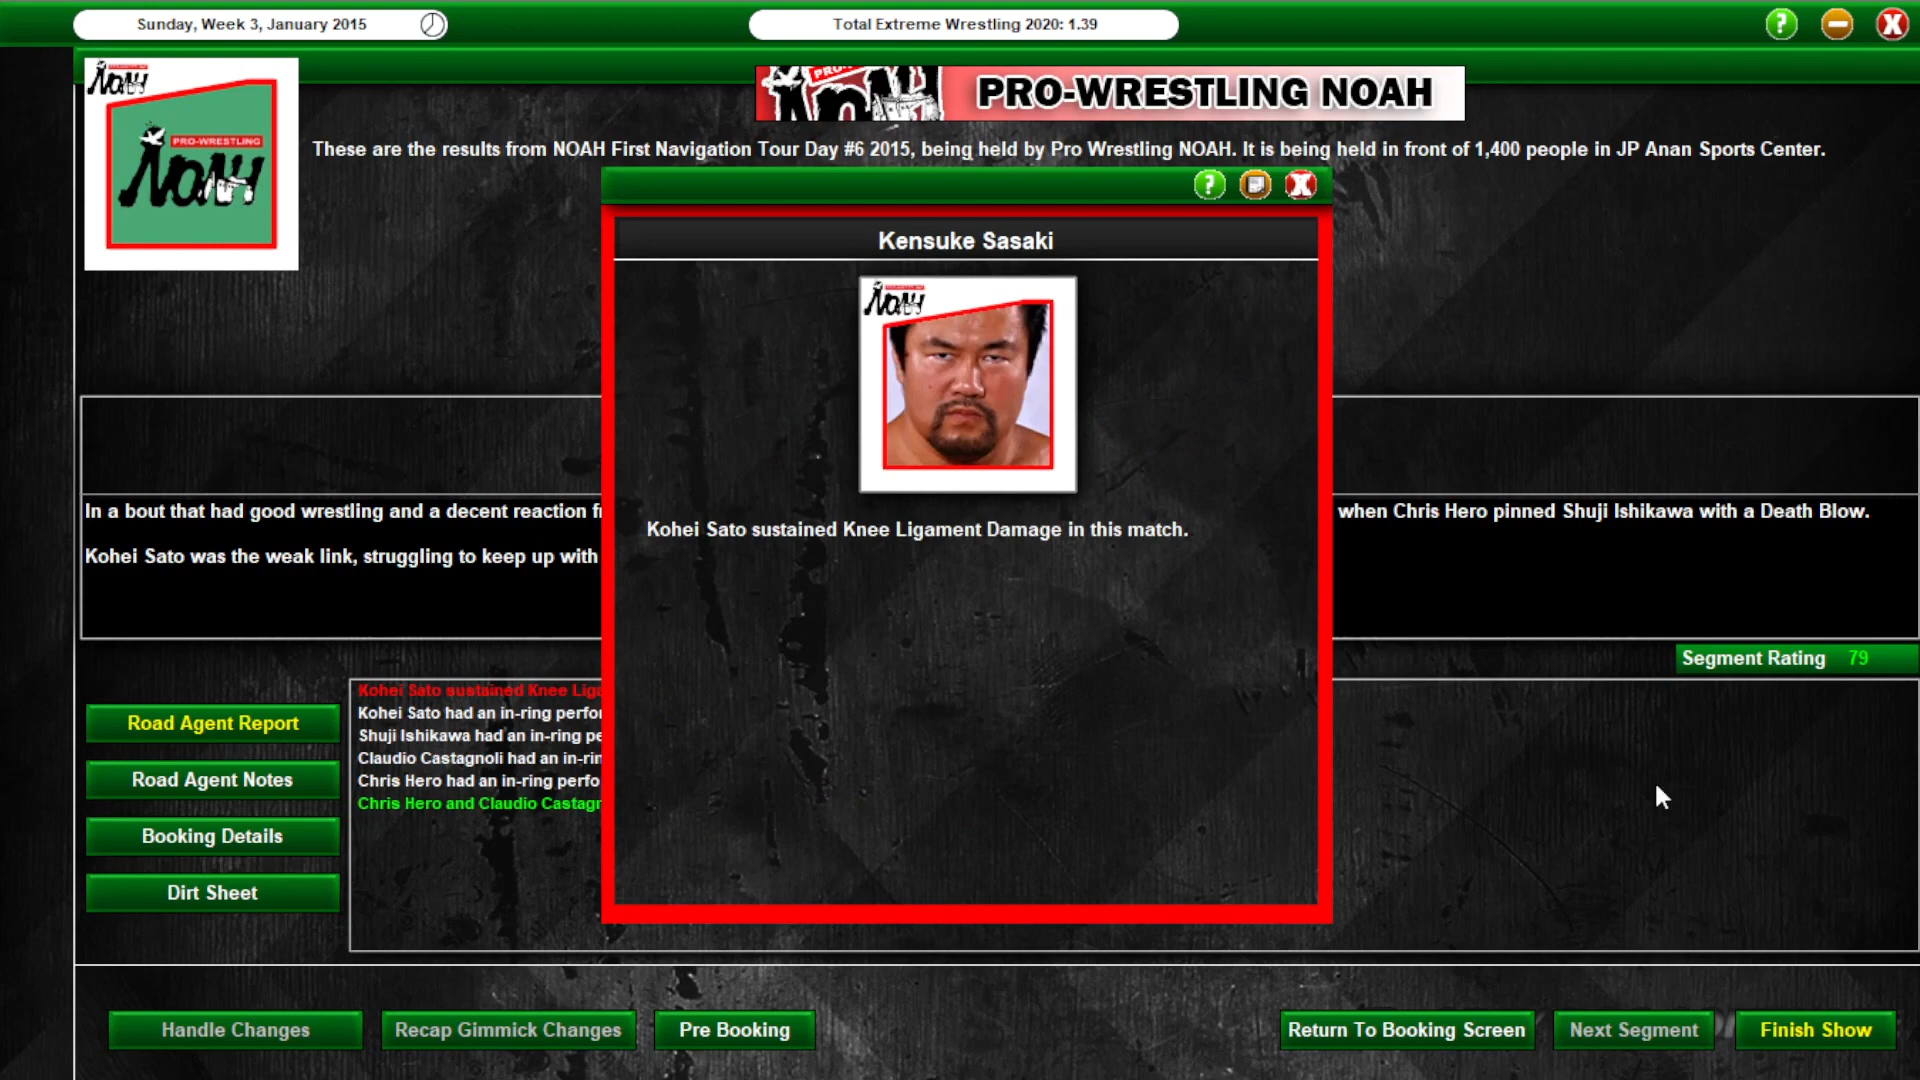 Sunday, Week 3, January 2015
Total Extreme Wrestling 2020: 1.39
NOAH
PRO-WRESTLING
NOAH
NOAH
PRO-WRESTLING NOAH
These are the results from NOAH First Navigation Tour Day #6 2015, being held by Pro Wrestling NOAH. It is being held in front of 1,400 people in JP Anan Sports Center.
Kensuke Sasaki
NOAH
Kohei Sato sustained Knee Ligament Damage in this match.
In a bout that had good wrestling and a decent reaction
when Chris Hero pinned Shuji Ishikawa with a Death Blow.
Kohei Sato was the weak link, struggling to keep up with
Segment Rating 79
Road Agent Report
Road Agent Notes
Booking Details
Dirt Sheet
Kohei Sato sustained Knee
Kohei Sato had an in-ring
Shuji Ishikawa had an in-ring
Claudio Castagnoli had an
Chris Hero had an in-ring
Chris Hero and Claudio
Handle Changes
Recap Gimmick Changes
Pre Booking
Return To Booking Screen
Next Segment
Finish Show